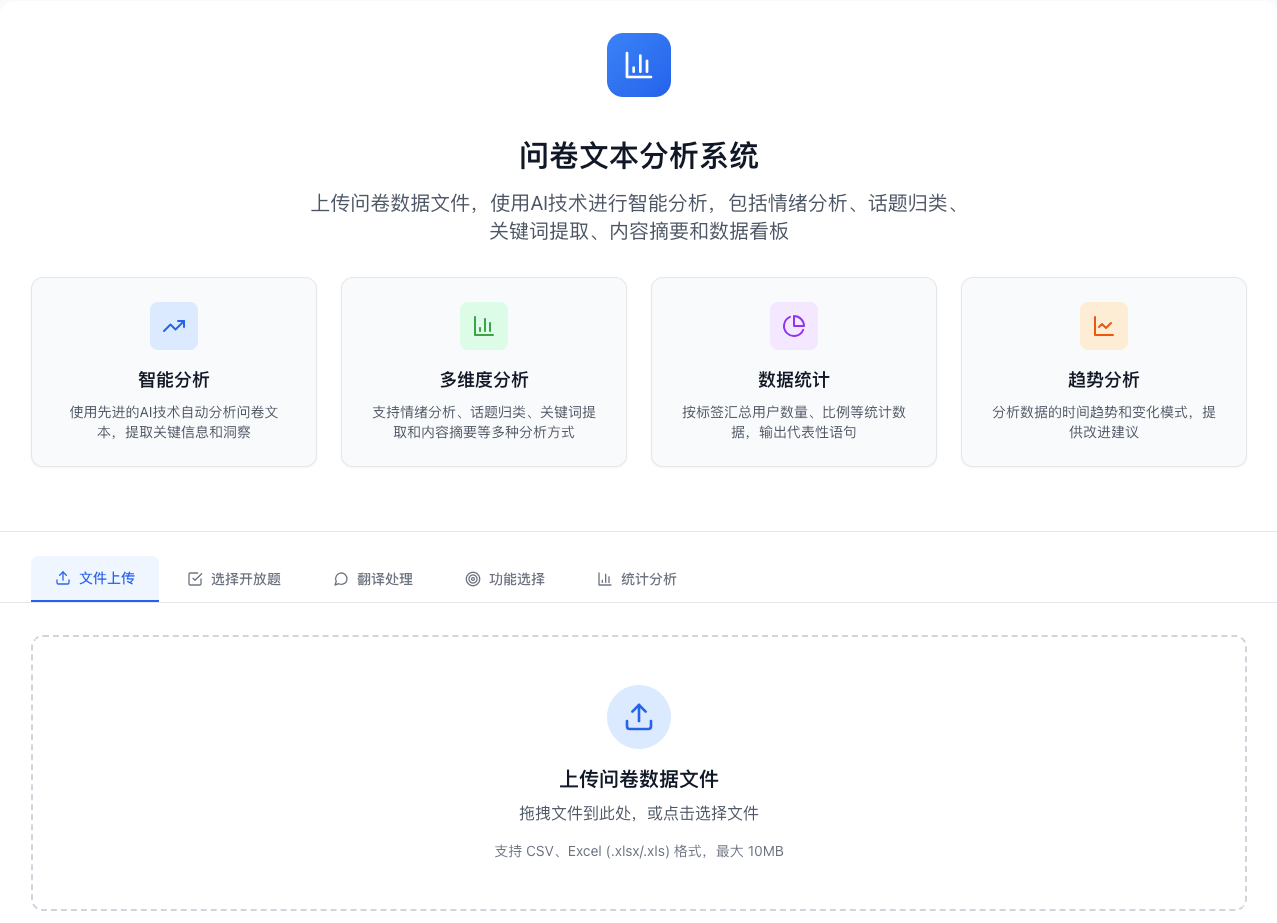 问卷文本分析系统
上传问卷数据文件，使用AI技术进行智能分析，包括情绪分析、话题归类、
关键词提取、内容摘要和数据看板
智能分析
使用先进的AI技术自动分析问卷文
本，提取关键信息和洞察
多维度分析
支持情绪分析、话题归类、关键词提
取和内容摘要等多种分析方式
数据统计
按标签汇总用户数量、比例等统计数
据，输出代表性语句
趋势分析
分析数据的时间趋势和变化模式，提
供改进建议
文件上传
选择开放题
翻译处理
功能选择
统计分析
上传问卷数据文件
拖拽文件到此处，或点击选择文件
支持 CSV、Excel (.xlsx/.xls) 格式，最大 10MB